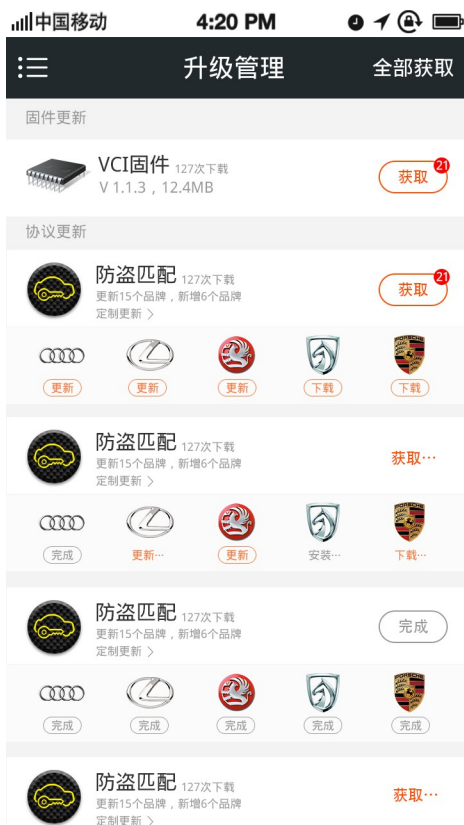 中国移动 4:20 PM
升级管理 全部获取
固件更新
VCI固件 127次下载
V 1.1.3 , 12.4MB
获取 21
协议更新
防盗匹配 127次下载
更新15个品牌，新增6个品牌
定制更新 〉
获取 21
更新 更新 更新 下载 下载
防盗匹配 127次下载
更新15个品牌，新增6个品牌
定制更新 〉
获取…
完成 更新… 更新 安装… 下载…
防盗匹配 127次下载
更新15个品牌，新增6个品牌
定制更新 〉
完成
完成 完成 完成 完成 完成
防盗匹配 127次下载
更新15个品牌，新增6个品牌
定制更新 〉
获取…